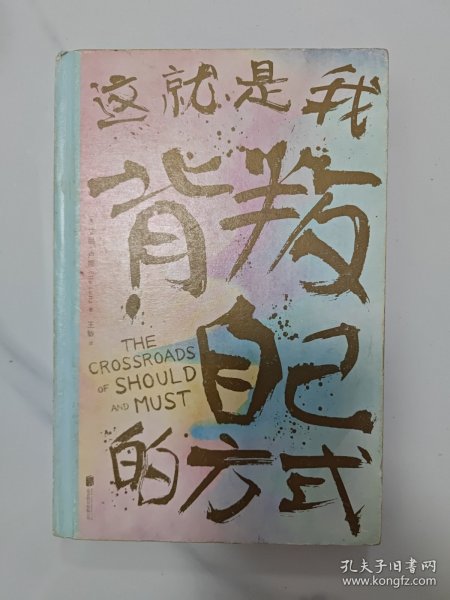 这就是我
背叛
自己
的方式
THE
CROSSROADS
OF SHOULD
AND MUST
孔夫子旧书网
www.kongfz.com